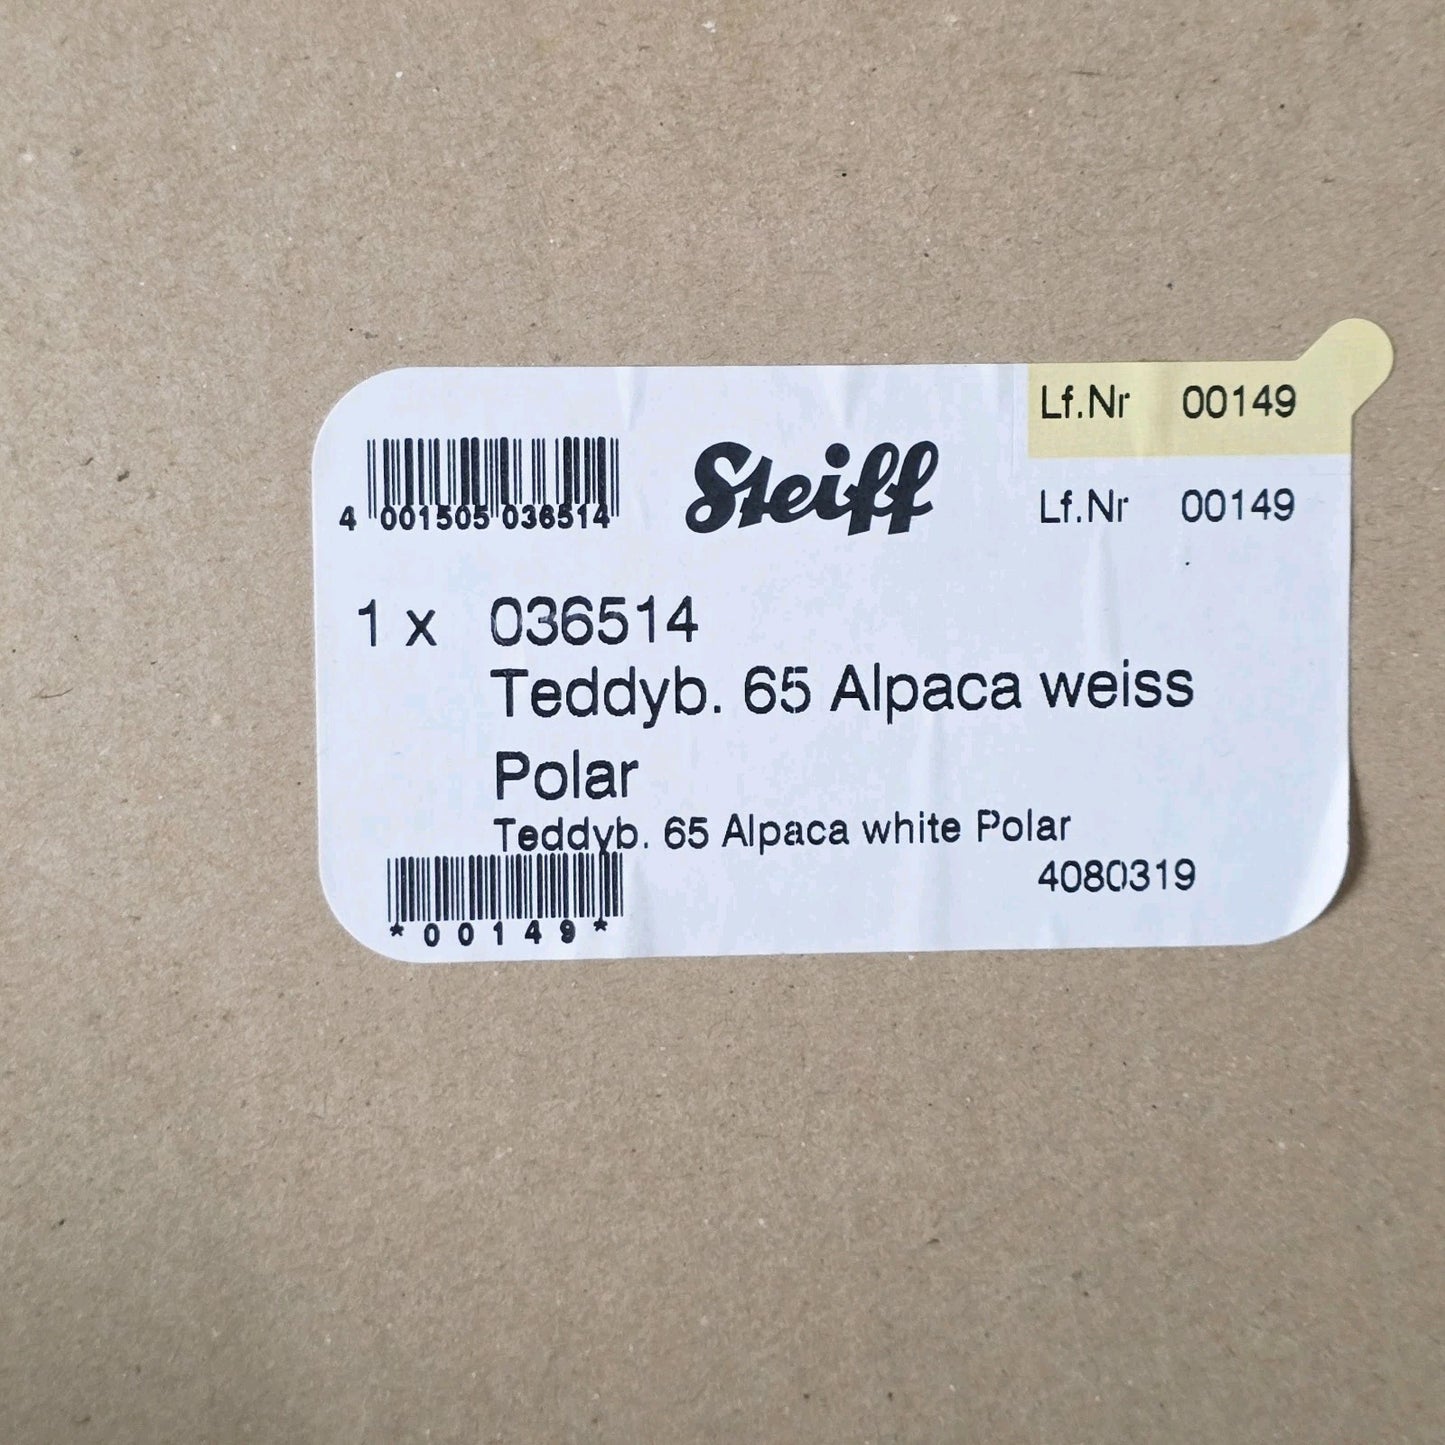 Lf.Nr 00149
Steiff
Lf.Nr 00149
4 001505 036514
1 x 036514
Teddyb. 65 Alpaca weiss
Polar
Teddyb. 65 Alpaca white Polar
4080319
*00149*